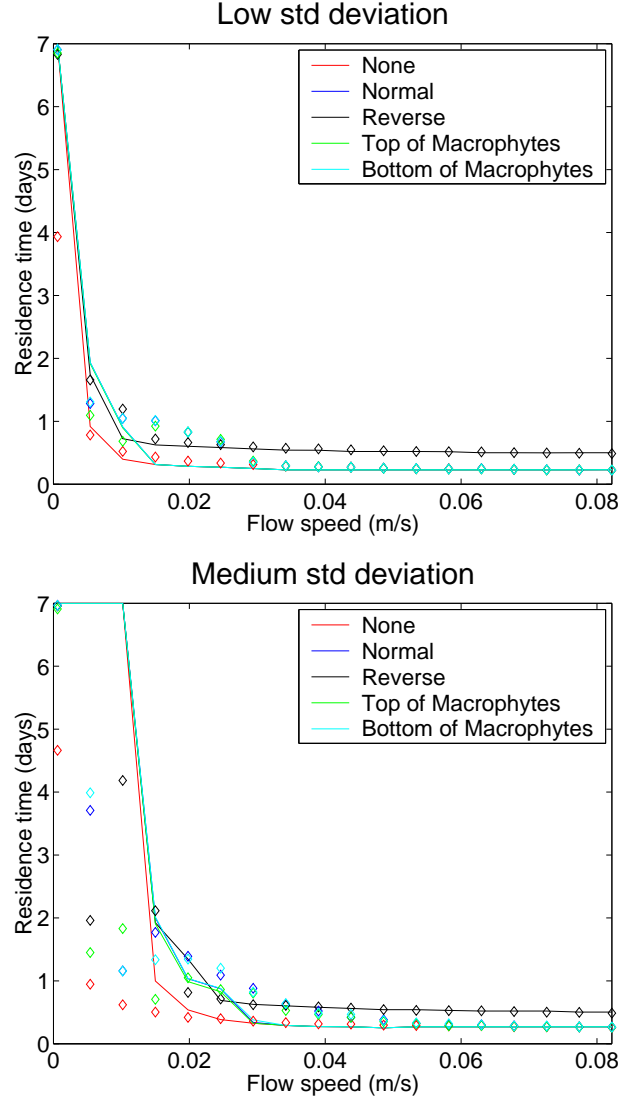 Low std deviation
7
6
5
4
3
2
1
0
Residence time (days)
None
Normal
Reverse
Top of Macrophytes
Bottom of Macrophytes
0
0.02
0.04
0.06
0.08
Flow speed (m/s)
Medium std deviation
7
6
5
4
3
2
1
0
Residence time (days)
None
Normal
Reverse
Top of Macrophytes
Bottom of Macrophytes
0
0.02
0.04
0.06
0.08
Flow speed (m/s)